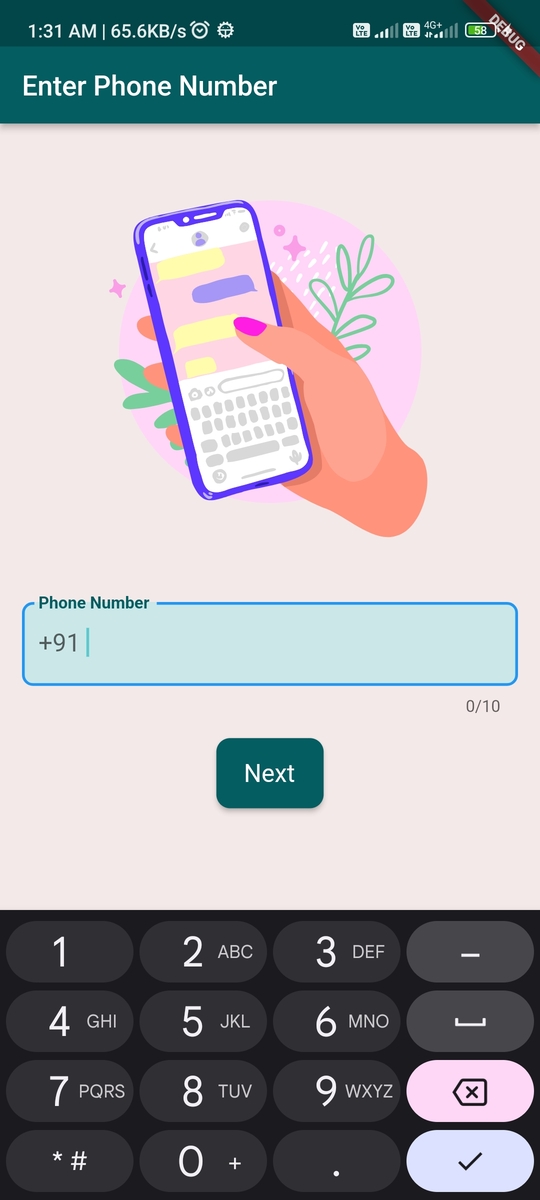 1:31 AM | 65.6KB/s
Vo LTE Vo LTE 4G+ 58
DEBUG
Enter Phone Number
Phone Number
+91
0/10
Next
1 2 ABC 3 DEF –
4 GHI 5 JKL 6 MNO
7 PQRS 8 TUV 9 WXYZ
* # 0 + .